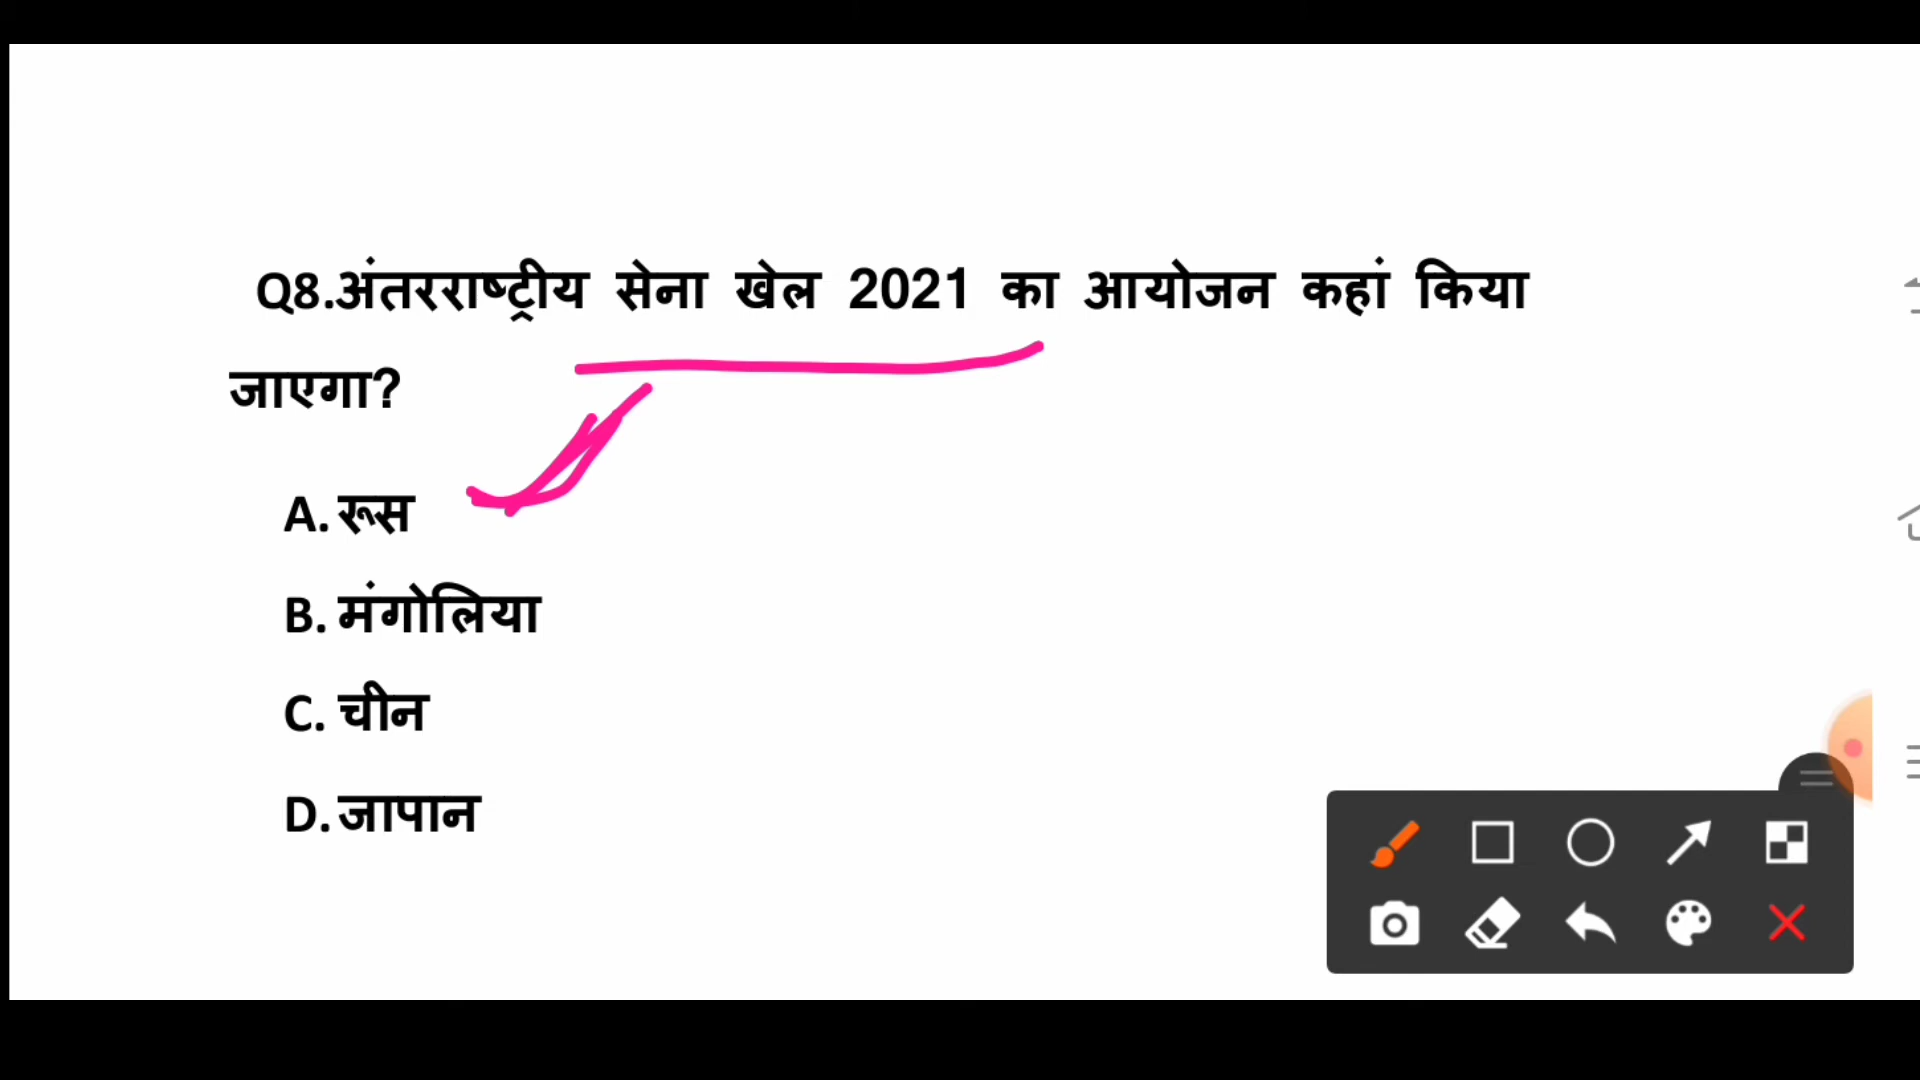 Q8.अंतरराष्ट्रीय सेना खेल 2021 का आयोजन कहां किया
जाएगा?
A. रूस
B. मंगोलिया
C. चीन
D. जापान